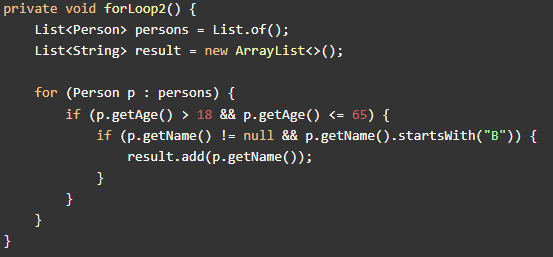 private void forLoop2() {
    List<Person> persons = List.of();
    List<String> result = new ArrayList<>();

    for (Person p : persons) {
        if (p.getAge() > 18 && p.getAge() <= 65) {
            if (p.getName() != null && p.getName().startsWith("B")) {
                result.add(p.getName());
            }
        }
    }
}